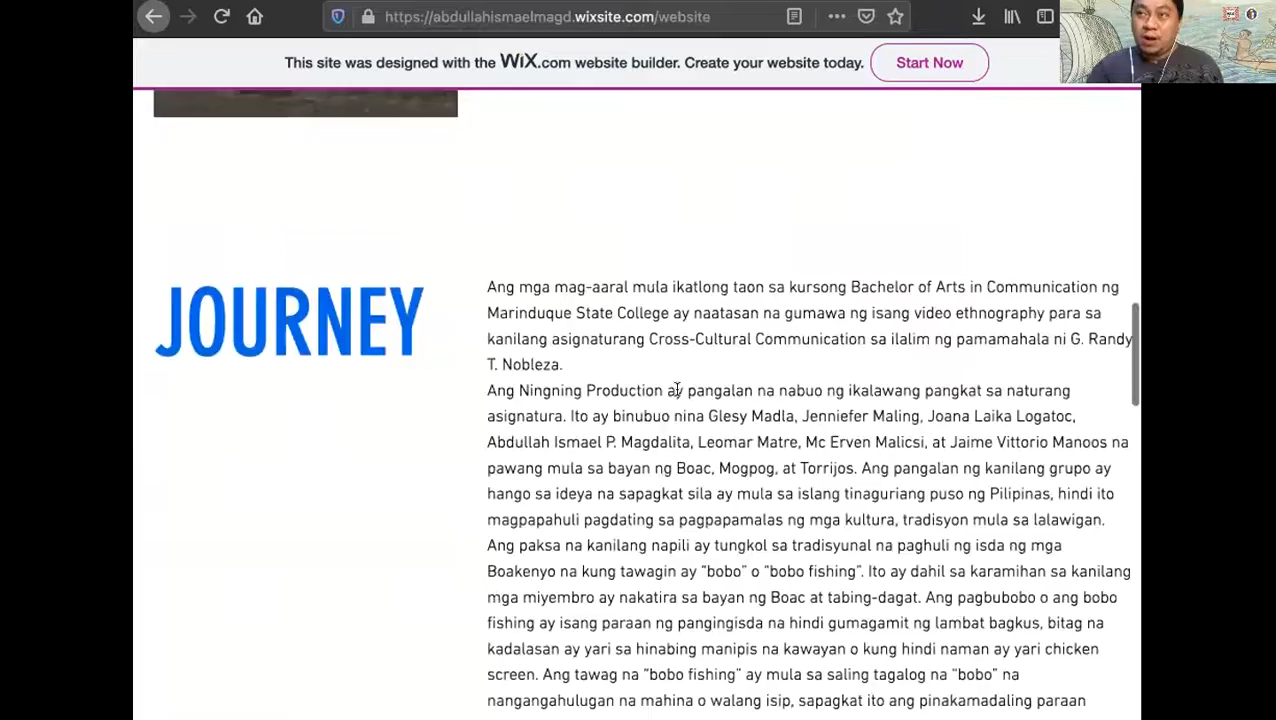 https://abdullahismaelmagd.wixsite.com/website
This site was designed with the WiX.com website builder. Create your website today.
Start Now
JOURNEY
Ang mga mag-aaral mula ikatlong taon sa kursong Bachelor of Arts in Communication ng
Marinduque State College ay naatasan na gumawa ng isang video ethnography para sa
kanilang asignaturang Cross-Cultural Communication sa ilalim ng pamamahala ni G. Randy
T. Nobleza.
Ang Ningning Production ay pangalan na nabuo ng ikalawang pangkat sa naturang
asignatura. Ito ay binubuo nina Glesy Madla, Jenniefer Maling, Joana Laika Logatoc,
Abdullah Ismael P. Magdalita, Leomar Matre, Mc Erven Malicsi, at Jaime Vittorio Manoos na
pawang mula sa bayan ng Boac, Mogpog, at Torrijos. Ang pangalan ng kanilang grupo ay
hango sa ideya na sapagkat sila ay mula sa islang tinaguriang puso ng Pilipinas, hindi ito
magpapahuli pagdating sa pagpapamalas ng mga kultura, tradisyon mula sa lalawigan.
Ang paksa na kanilang napili ay tungkol sa tradisyunal na paghuli ng isda ng mga
Boakenyo na kung tawagin ay “bobo” o “bobo fishing”. Ito ay dahil sa karamihan sa kanilang
mga miyembro ay nakatira sa bayan ng Boac at tabing-dagat. Ang pagbubobo o ang bobo
fishing ay isang paraan ng pangingisda na hindi gumagamit ng lambat bagkus, bitag na
kadalasan ay yari sa hinabing manipis na kawayan o kung hindi naman ay yari chicken
screen. Ang tawag na “bobo fishing” ay mula sa saling tagalog na “bobo” na
nangangahulugan na mahina o walang isip, sapagkat ito ang pinakamadaling paraan